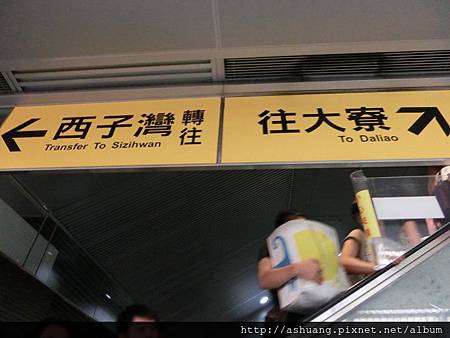 西子灣轉往
Transfer To Sizihwan
往大寮
To Daliao
http://ashuang.pixnet.net/album